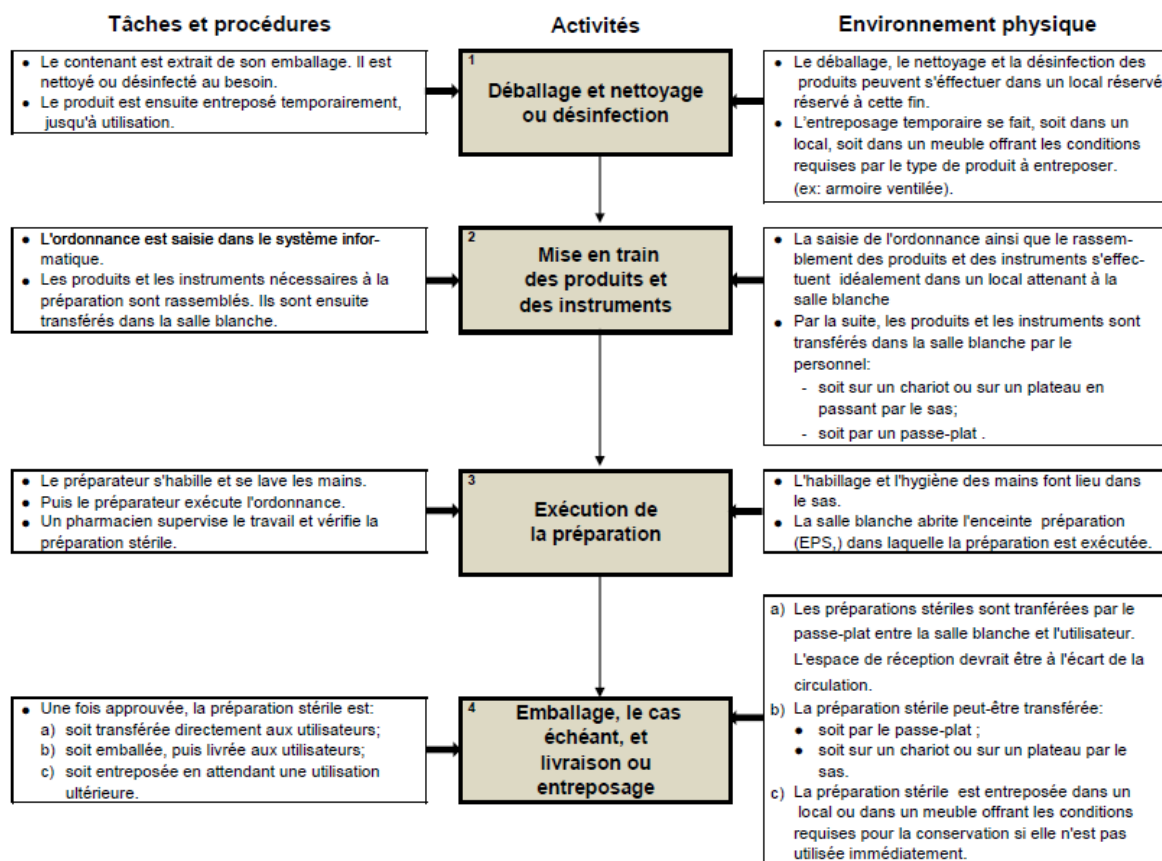 Tâches et procédures
Activités
Environnement physique
● Le contenant est extrait de son emballage. Il est
nettoyé ou désinfecté au besoin.
● Le produit est ensuite entreposé temporairement,
jusqu'à utilisation.
1
Déballage et nettoyage
ou désinfection
● Le déballage, le nettoyage et la désinfection des
produits peuvent s'éffectuer dans un local réservé
réservé à cette fin.
● L'entreposage temporaire se fait, soit dans un
local, soit dans un meuble offrant les conditions
requises par le type de produit à entreposer.
(ex: armoire ventilée).
● L'ordonnance est saisie dans le système infor-
matique.
● Les produits et les instruments nécessaires à la
préparation sont rassemblés. Ils sont ensuite
transférés dans la salle blanche.
2
Mise en train
des produits et
des instruments
● La saisie de l'ordonnance ainsi que le rassem-
blement des produits et des instruments s'effec-
tuent idéalement dans un local attenant à la
salle blanche
● Par la suite, les produits et les instruments sont
transférés dans la salle blanche par le
personnel:
- soit sur un chariot ou sur un plateau en
passant par le sas;
- soit par un passe-plat .
● Le préparateur s'habille et se lave les mains.
● Puis le préparateur exécute l'ordonnance.
● Un pharmacien supervise le travail et vérifie la
préparation stérile.
3
Exécution de
la préparation
● L'habillage et l'hygiène des mains font lieu dans
le sas.
● La salle blanche abrite l'enceinte préparation
(EPS,) dans laquelle la préparation est exécutée.
● Une fois approuvée, la préparation stérile est:
a) soit transférée directement aux utilisateurs;
b) soit emballée, puis livrée aux utilisateurs;
c) soit entreposée en attendant une utilisation
ultérieure.
4
Emballage, le cas
échéant, et
livraison ou
entreposage
a) Les préparations stériles sont tranférées par le
passe-plat entre la salle blanche et l'utilisateur.
L'espace de réception devrait être à l'écart de la
circulation.
b) La préparation stérile peut-être transférée:
● soit par le passe-plat ;
● soit sur un chariot ou sur un plateau par le
sas.
c) La préparation stérile est entreposée dans un
local ou dans un meuble offrant les conditions
requises pour la conservation si elle n'est pas
utilisée immédiatement.